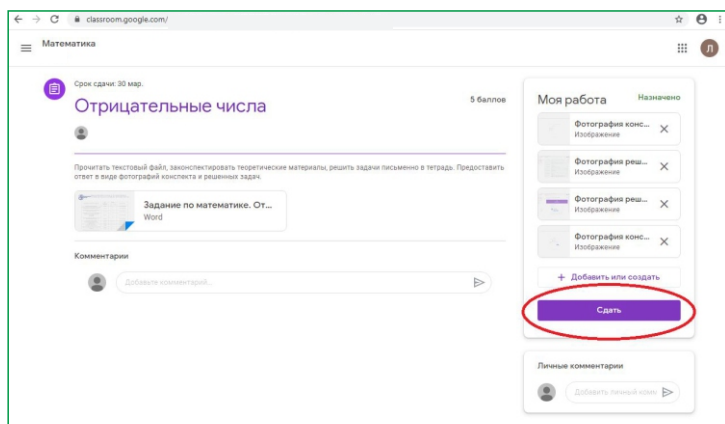 classroom.google.com/
Математика
Л
Срок сдачи: 30 мар.
Отрицательные числа
5 баллов
Прочитать текстовый файл, законспектировать теоретические материалы, решить задачи письменно в тетрадь. Предоставить
ответ в виде фотографий конспекта и решенных задач.
Задание по математике. От...
Word
Комментарии
Добавьте комментарий...
Моя работа
Назначено
Фотография конс...
Изображение
Фотография реш...
Изображение
Фотография реш...
Изображение
Фотография конс...
Изображение
+ Добавить или создать
Сдать
Личные комментарии
Добавить личный комм